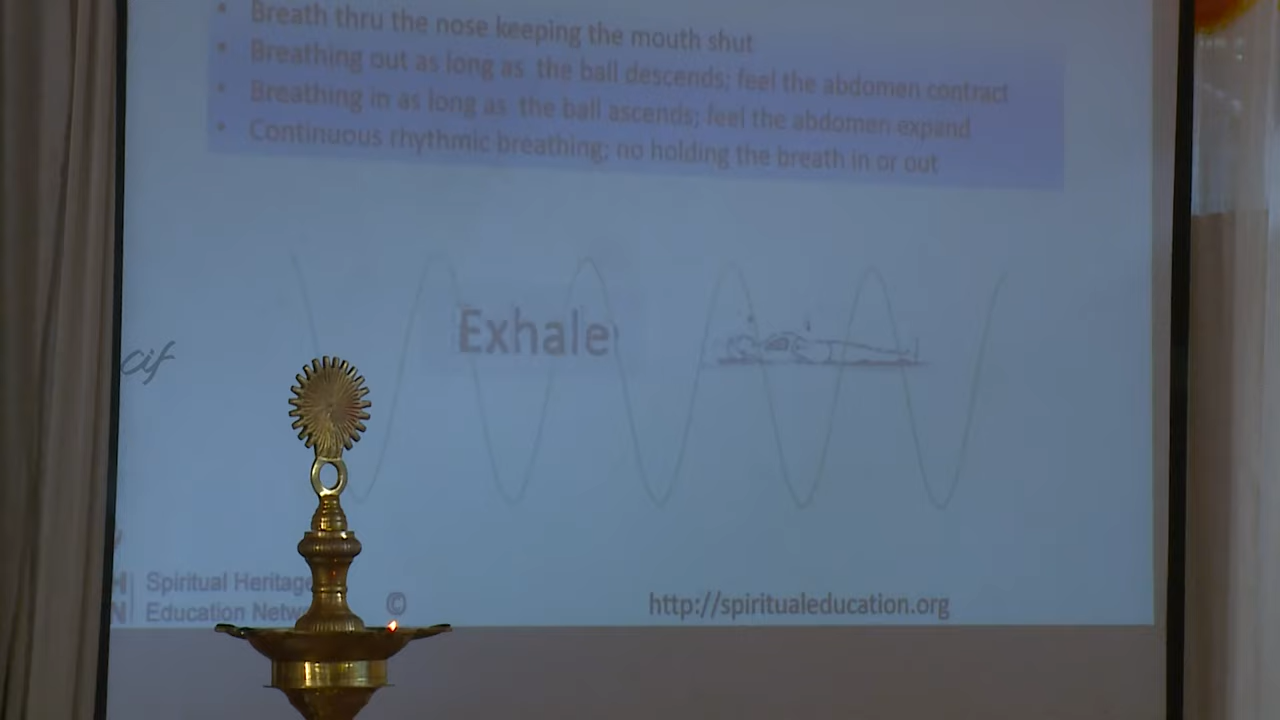 Breath thru the nose keeping the mouth shut
Breathing out as long as the ball descends; feel the abdomen contract
Breathing in as long as the ball ascends; feel the abdomen expand
Continuous rhythmic breathing; no holding the breath in or out
Exhale
cif
Spiritual Heritage
Education
©
http://spiritualeducation.org